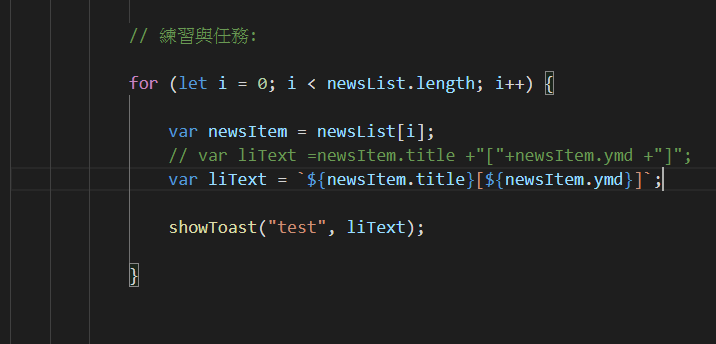 // 練習與任務:
for (let i = 0; i < newsList.length; i++) {
var newsItem = newsList[i];
// var liText =newsItem.title +"["+newsItem.ymd +"]";
var liText = `${newsItem.title}[${newsItem.ymd}]`;
showToast("test", liText);
}